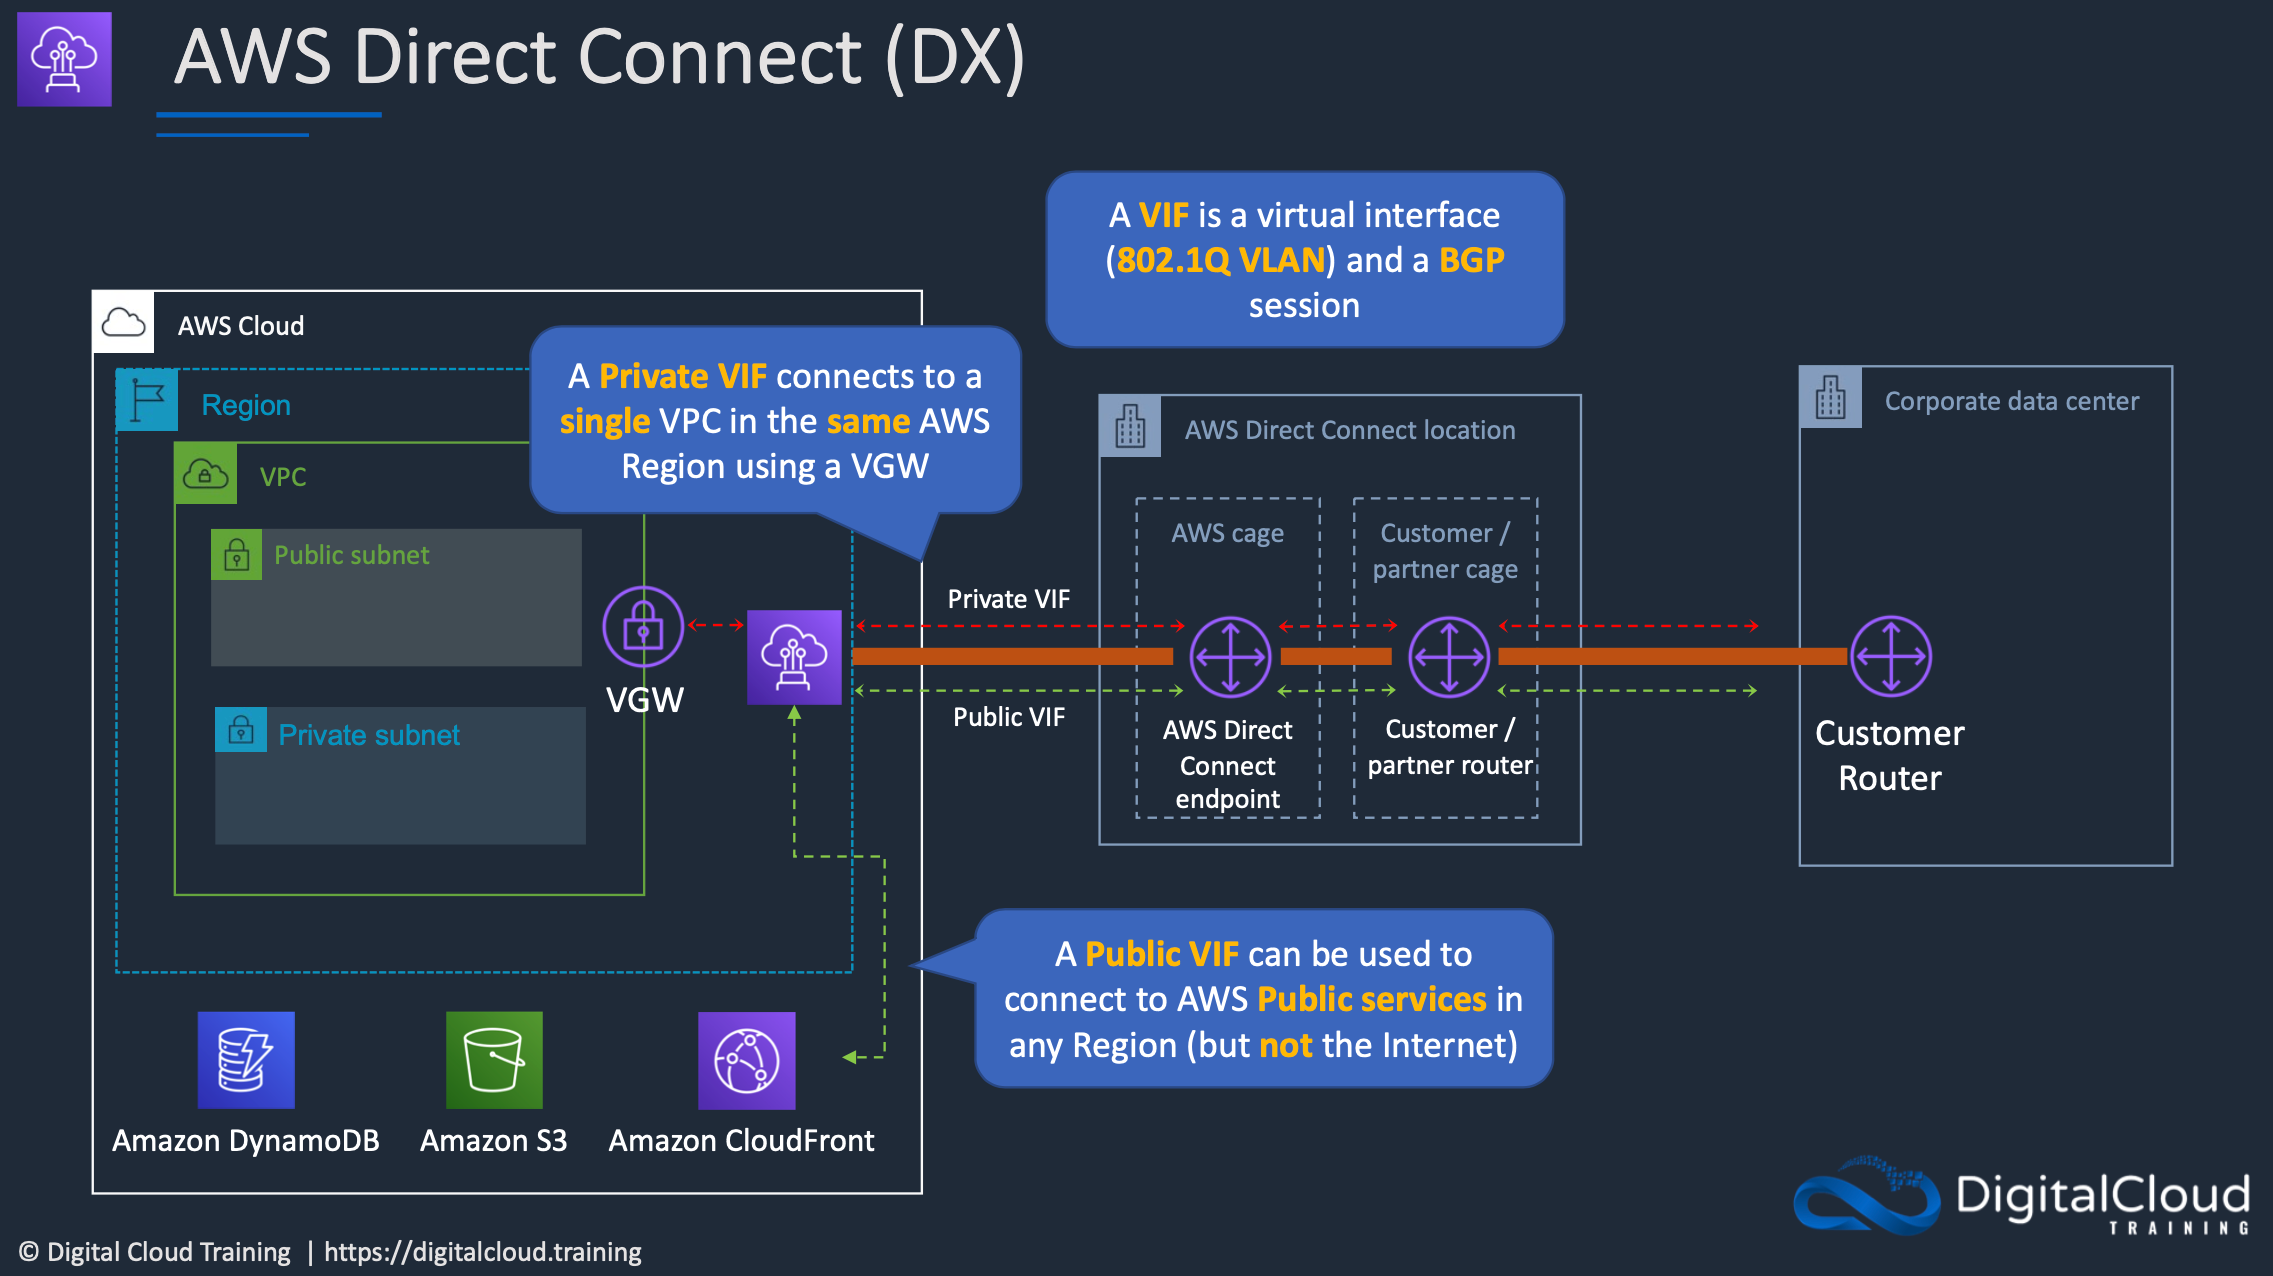 AWS Direct Connect (DX)
A VIF is a virtual interface
(802.1Q VLAN) and a BGP
session
AWS Cloud
A Private VIF connects to a
single VPC in the same AWS
Region using a VGW
Region
VPC
Public subnet
Private subnet
VGW
Private VIF
Public VIF
AWS Direct Connect location
AWS cage
Customer /
partner cage
AWS Direct
Connect
endpoint
Customer /
partner router
Corporate data center
Customer
Router
A Public VIF can be used to
connect to AWS Public services in
any Region (but not the Internet)
Amazon DynamoDB
Amazon S3
Amazon CloudFront
DigitalCloud
TRAINING
© Digital Cloud Training | https://digitalcloud.training